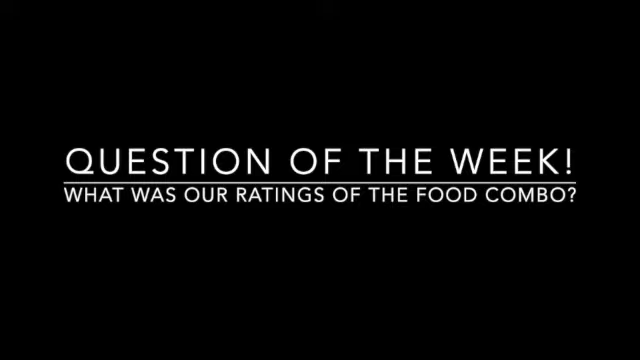 QUESTION OF THE WEEK!
WHAT WAS OUR RATINGS OF THE FOOD COMBO?